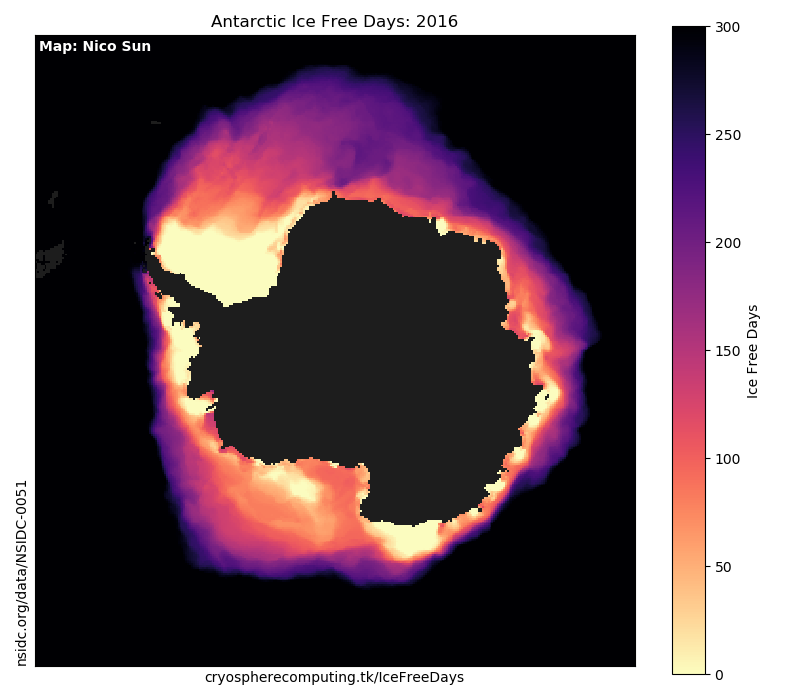 Antarctic Ice Free Days: 2016
Map: Nico Sun
300
250
200
150
100
50
0
Ice Free Days
nsidc.org/data/NSIDC-0051
cryospherecomputing.tk/IceFreeDays